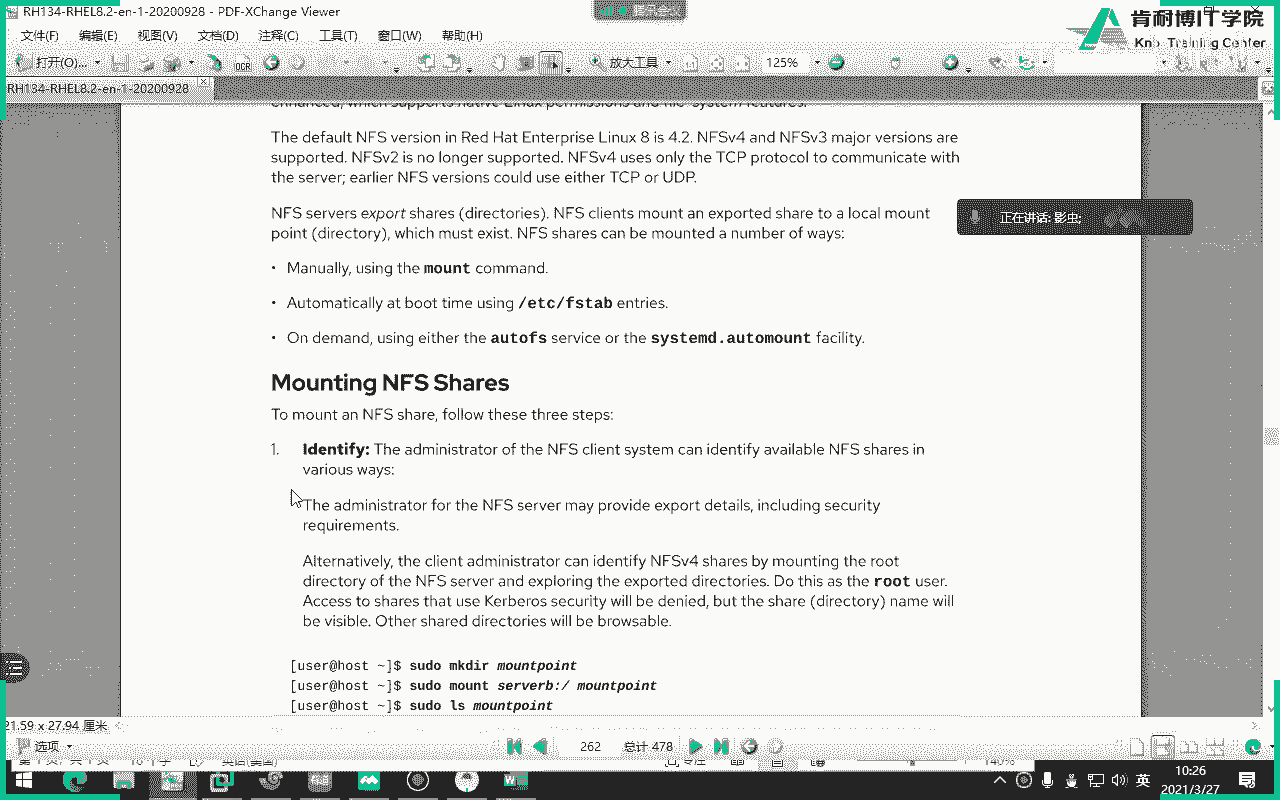 RH134-RHEL8.2-en-1-20200928 - PDF-XChange Viewer
肯耐博IT学院
Training Center
文件(F) 编辑(E) 视图(V) 文档(D) 注释(C) 工具(T) 窗口(W) 帮助(H)
打开(O)... OCR 放大工具 125%
RH134-RHEL8.2-en-1-20200928
enhanced, which supports native Linux permissions and file-system features.
The default NFS version in Red Hat Enterprise Linux 8 is 4.2. NFSv4 and NFSv3 major versions are
supported. NFSv2 is no longer supported. NFSv4 uses only the TCP protocol to communicate with
the server; earlier NFS versions could use either TCP or UDP.
正在讲话: 影虫;
NFS servers export shares (directories). NFS clients mount an exported share to a local mount
point (directory), which must exist. NFS shares can be mounted a number of ways:
• Manually, using the mount command.
• Automatically at boot time using /etc/fstab entries.
• On demand, using either the autofs service or the systemd.automount facility.
Mounting NFS Shares
To mount an NFS share, follow these three steps:
1. Identify: The administrator of the NFS client system can identify available NFS shares in
various ways:
The administrator for the NFS server may provide export details, including security
requirements.
Alternatively, the client administrator can identify NFSv4 shares by mounting the root
directory of the NFS server and exploring the exported directories. Do this as the root user.
Access to shares that use Kerberos security will be denied, but the share (directory) name will
be visible. Other shared directories will be browsable.
[user@host ~]$ sudo mkdir mountpoint
[user@host ~]$ sudo mount serverb:/ mountpoint
[user@host ~]$ sudo ls mountpoint
21.59 x 27.94 厘米
选项 262 总计 478
英 10:26
2021/3/27